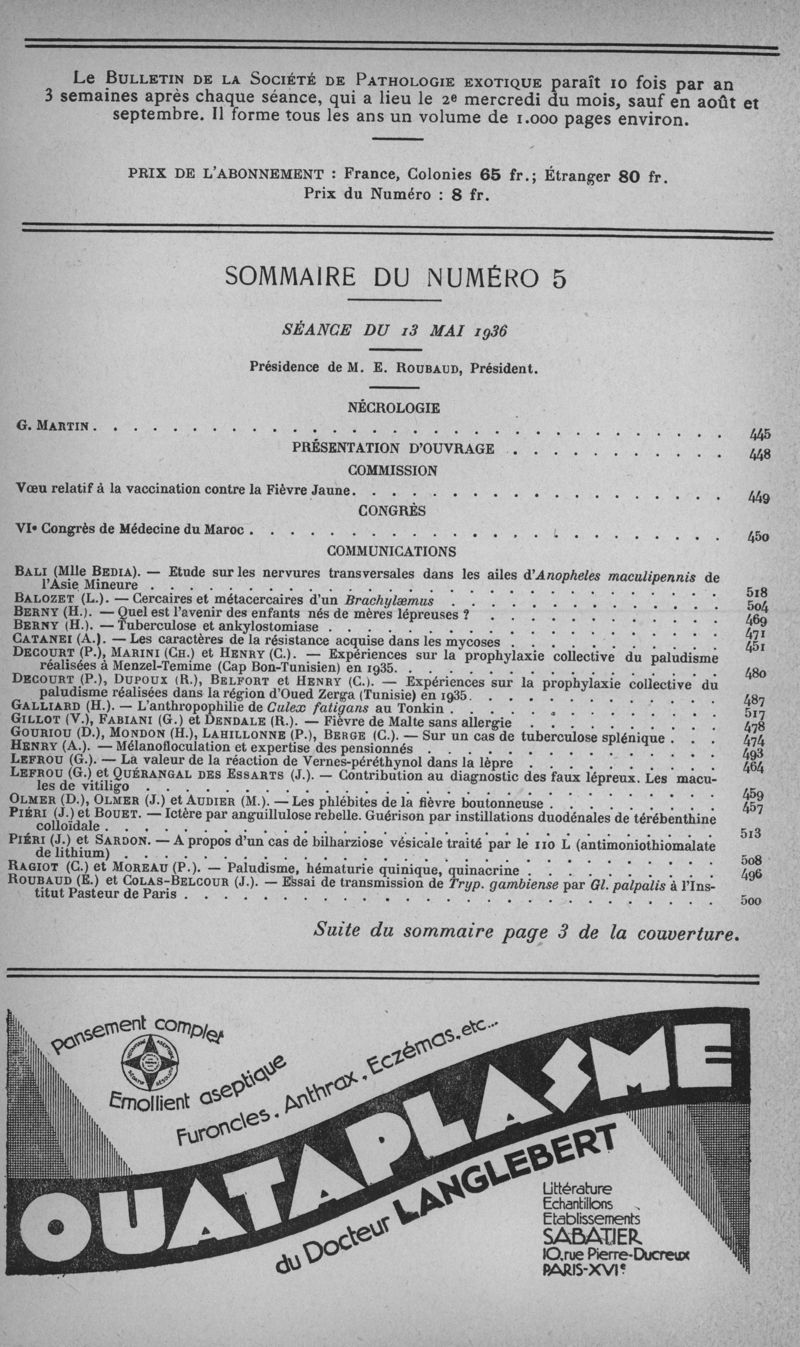 Le Bulletin de la Société de Pathologie exotique paraît 10 fois par an
3 semaines après chaque séance, qui a lieu le 2e mercredi du mois, sauf en août et
septembre. Il forme tous les ans un volume de 1.000 pages environ.
PRIX DE L'ABONNEMENT : France, Colonies 65 fr.; Étranger 80 fr.
Prix du Numéro : 8 fr.
SOMMAIRE DU NUMÉRO 5
SÉANCE DU 13 MAI 1936
Présidence de M. E. Roubaud, Président.
NÉCROLOGIE
G. Martin. . . . . . . . . . 445
PRÉSENTATION D'OUVRAGE . . . . . . . . . . 448
COMMISSION
Vœu relatif à la vaccination contre la Fièvre Jaune. . . . . . . . . . 449
CONGRÈS
VIe Congrès de Médecine du Maroc . . . . . . . . . . 450
COMMUNICATIONS
Bali (Mlle Bedia). — Etude sur les nervures transversales dans les ailes d'Anopheles maculipennis de
l'Asie Mineure . . . . . . . . . . 518
Balozet (L.). — Cercaires et métacercaires d'un Brachylæmus . . . . . . . . . . 504
Berny (H.). — Quel est l'avenir des enfants nés de mères lépreuses ? . . . . . . . . . . 469
Berny (H.). — Tuberculose et ankylostomiase . . . . . . . . . . 471
Catanei (A.). — Les caractères de la résistance acquise dans les mycoses . . . . . . . . . . 451
Decourt (P.), Marini (Ch.) et Henry (C.). — Expériences sur la prophylaxie collective du paludisme
réalisées à Menzel-Temime (Cap Bon-Tunisien) en 1935. . . . . . . . . . 480
Decourt (P.), Dupoux (R.), Belfort et Henry (C.). — Expériences sur la prophylaxie collective du
paludisme réalisées dans la région d'Oued Zerga (Tunisie) en 1935. . . . . . . . . . 487
Galliard (H.). — L'anthropophilie de Culex fatigans au Tonkin . . . . . . . . . . 517
Gillot (V.), Fabiani (G.) et Dendale (R.). — Fièvre de Malte sans allergie . . . . . . . . . . 478
Gouriou (D.), Mondon (H.), Lahillonne (P.), Berge (C.). — Sur un cas de tuberculose splénique . . . 474
Henry (A.). — Mélanofloculation et expertise des pensionnés . . . . . . . . . . 493
Lefrou (G.). — La valeur de la réaction de Vernes-péréthynol dans la lèpre . . . . . . . . . . 464
Lefrou (G.) et Quérangal des Essarts (J.). — Contribution au diagnostic des faux lépreux. Les macu-
les de vitiligo . . . . . . . . . . 459
Olmer (D.), Olmer (J.) et Audier (M.). — Les phlébites de la fièvre boutonneuse . . . . . . . . . . 457
Piéri (J.) et Bouet. — Ictère par anguillulose rebelle. Guérison par instillations duodénales de térébenthine
colloïdale . . . . . . . . . . 513
Piéri (J.) et Sardon. — A propos d'un cas de bilharziose vésicale traité par le 110 L (antimoniothiomalate
de lithium) . . . . . . . . . . 508
Ragiot (C.) et Moreau (P.). — Paludisme, hématurie quinique, quinacrine . . . . . . . . . . 496
Roubaud (E.) et Colas-Belcour (J.). — Essai de transmission de Tryp. gambiense par Gl. palpalis à l'Ins-
titut Pasteur de Paris . . . . . . . . . . 500
Suite du sommaire page 3 de la couverture.
Pansement complet
Emollient aseptique
Furoncles. Anthrax. Eczèmas. etc...
OUATAPLASME
du Docteur LANGLEBERT
Littérature
Echantillons
Etablissements
SABATIER
10, rue Pierre-Ducreux
PARIS-XVIe